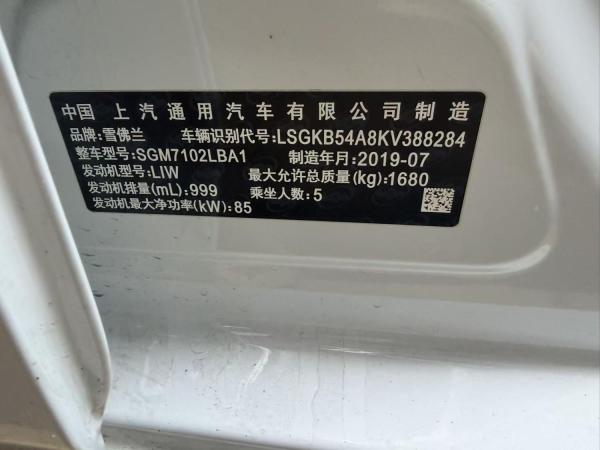 中国 上汽通用汽车有限公司制造
品牌:雪佛兰 车辆识别代号:LSGKB54A8KV388284
整车型号:SGM7102LBA1 制造年月:2019-07
发动机型号:LIW 最大允许总质量(kg):1680
发动机排量(mL):999 乘坐人数:5
发动机最大净功率(kW):85